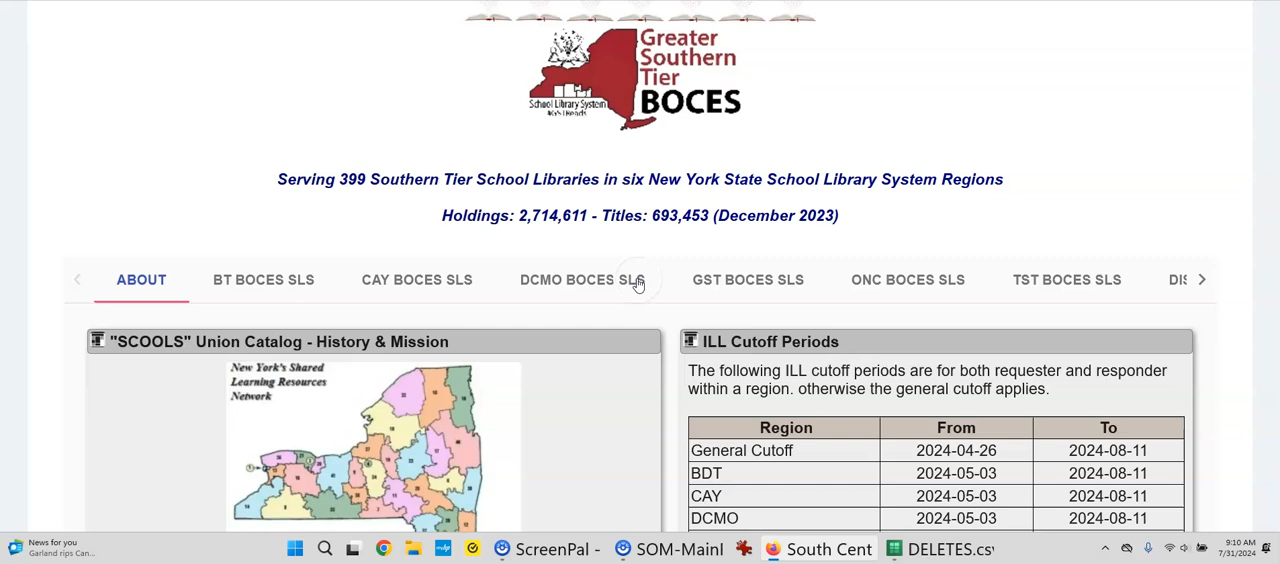 Greater
Southern
Tier
BOCES
School Library System
Serving 399 Southern Tier School Libraries in six New York State School Library System Regions
Holdings: 2,714,611 - Titles: 693,453 (December 2023)
ABOUT BT BOCES SLS CAY BOCES SLS DCMO BOCES SLS GST BOCES SLS ONC BOCES SLS TST BOCES SLS DIS
"SCOOLS" Union Catalog - History & Mission
New York's Shared
Learning Resources
Network
ILL Cutoff Periods
The following ILL cutoff periods are for both requester and responder
within a region. otherwise the general cutoff applies.
Region From To
General Cutoff 2024-04-26 2024-08-11
BDT 2024-05-03 2024-08-11
CAY 2024-05-03 2024-08-11
DCMO 2024-05-03 2024-08-11
News for you
Garland rips Can...
ScreenPal -
SOM-MainI
South Cent
DELETES.csv
9:10 AM
7/31/2024